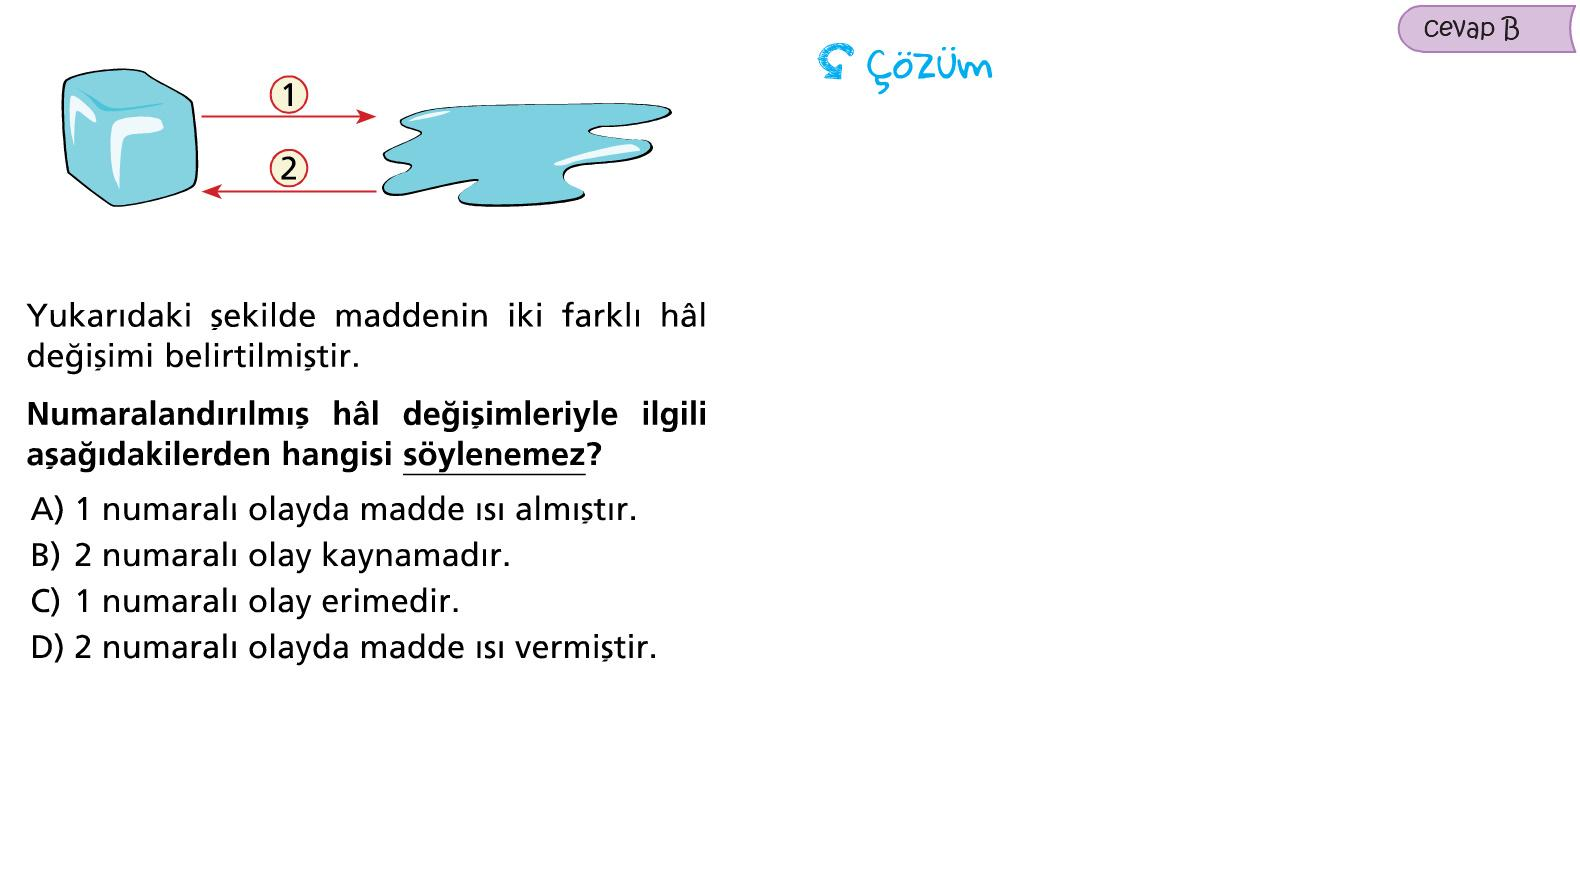 Cevap B
Çözüm
1
2
Yukarıdaki şekilde maddenin iki farklı hâl
değişimi belirtilmiştir.
Numaralandırılmış hâl değişimleriyle ilgili
aşağıdakilerden hangisi söylenemez?
A) 1 numaralı olayda madde ısı almıştır.
B) 2 numaralı olay kaynamadır.
C) 1 numaralı olay erimedir.
D) 2 numaralı olayda madde ısı vermiştir.